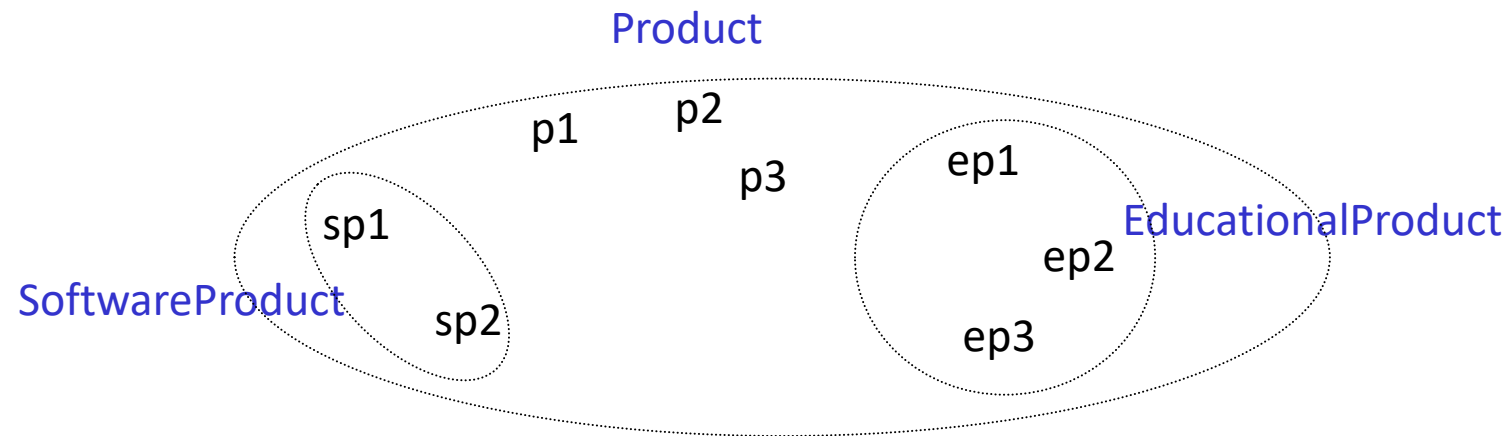 Product
p1
p2
p3
ep1
sp1
EducationalProduct
ep2
SoftwareProduct
sp2
ep3